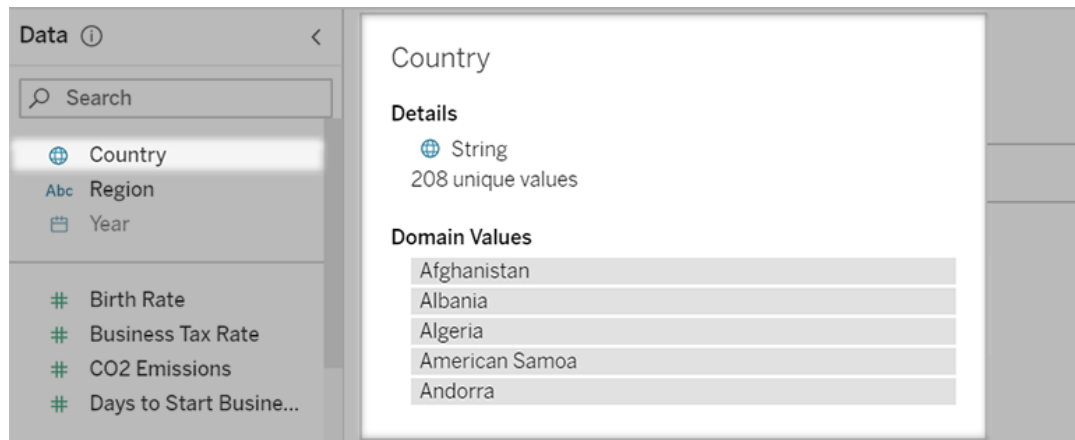 Data
Search
Country
Abc Region
Year
# Birth Rate
# Business Tax Rate
# CO2 Emissions
# Days to Start Busine...
Country
Details
String
208 unique values
Domain Values
Afghanistan
Albania
Algeria
American Samoa
Andorra